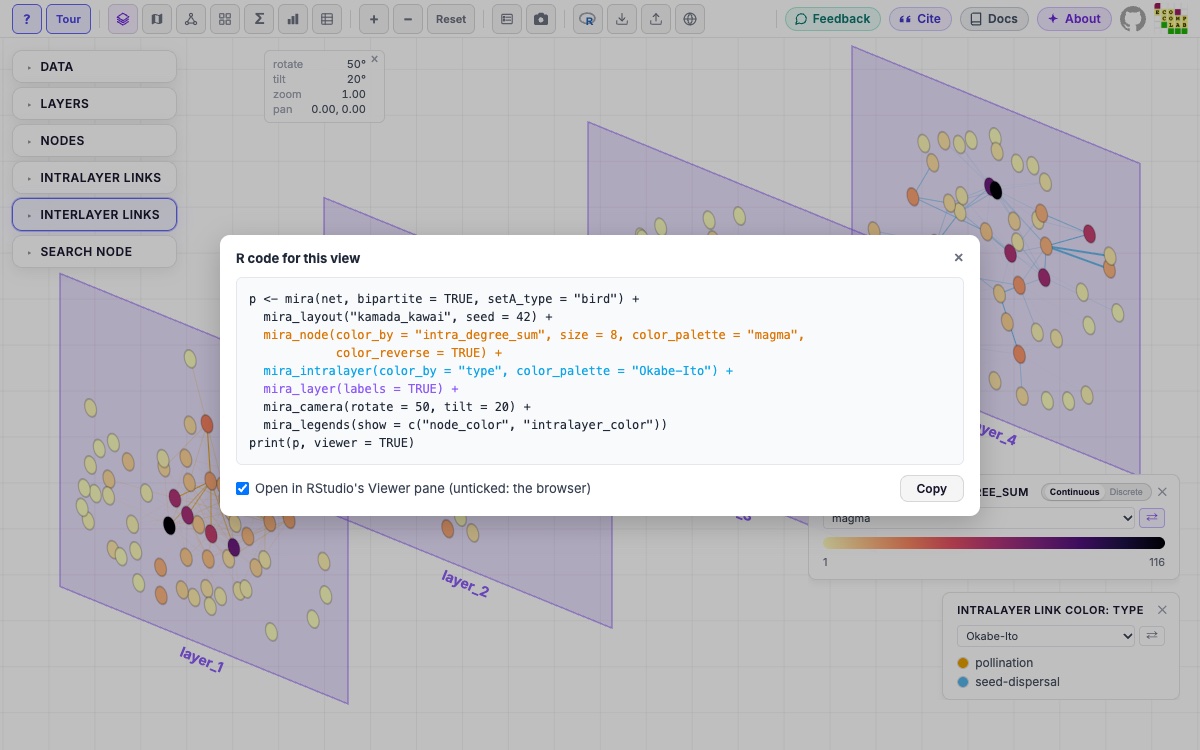 ? Tour Σ + − Reset R Feedback Cite Docs About
DATA
LAYERS
NODES
INTRALAYER LINKS
INTERLAYER LINKS
SEARCH NODE
rotate 50° ×
tilt 20°
zoom 1.00
pan 0.00, 0.00
R code for this view ×
p <- mira(net, bipartite = TRUE, setA_type = "bird") +
  mira_layout("kamada_kawai", seed = 42) +
  mira_node(color_by = "intra_degree_sum", size = 8, color_palette = "magma",
            color_reverse = TRUE) +
  mira_intralayer(color_by = "type", color_palette = "Okabe-Ito") +
  mira_layer(labels = TRUE) +
  mira_camera(rotate = 50, tilt = 20) +
  mira_legends(show = c("node_color", "intralayer_color"))
print(p, viewer = TRUE)
Open in RStudio's Viewer pane (unticked: the browser)
Copy
layer_1
layer_2
yer_4
REE_SUM Continuous Discrete ×
magma
1 116
INTRALAYER LINK COLOR: TYPE ×
Okabe-Ito
pollination
seed-dispersal